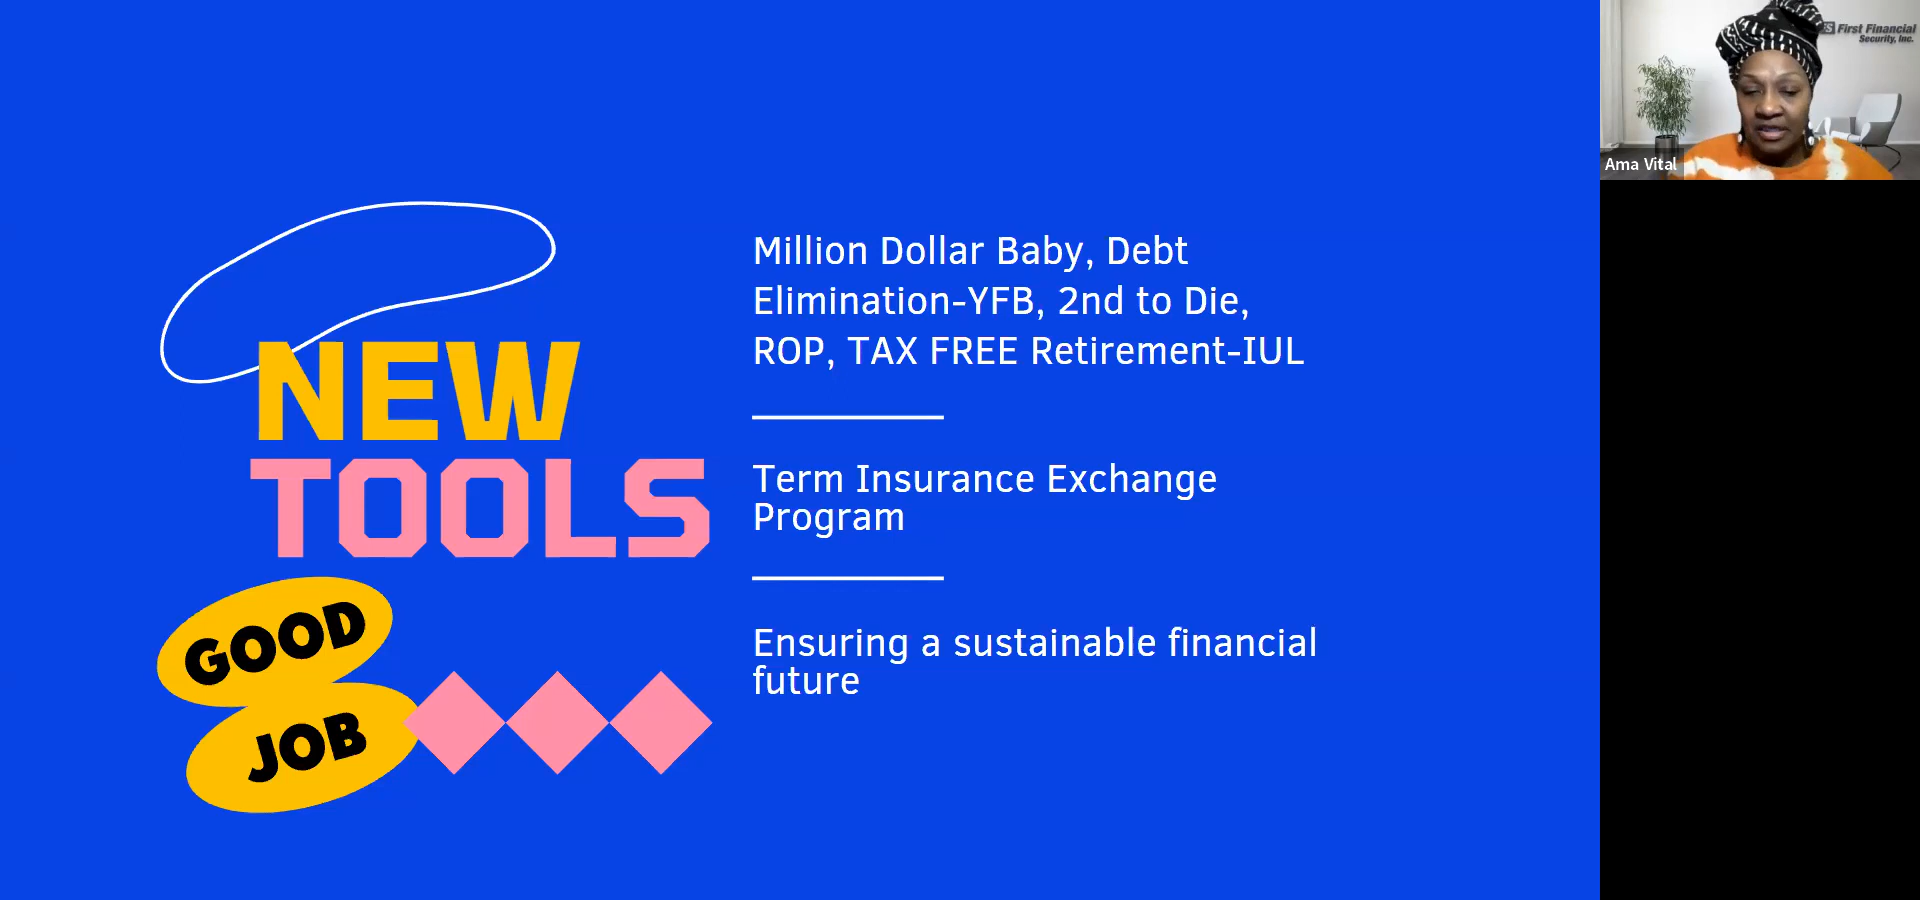 NEW
TOOLS
GOOD
JOB
Million Dollar Baby, Debt
Elimination-YFB, 2nd to Die,
ROP, TAX FREE Retirement-IUL
Term Insurance Exchange
Program
Ensuring a sustainable financial
future
First Financial
Security, Inc.
Ama Vital